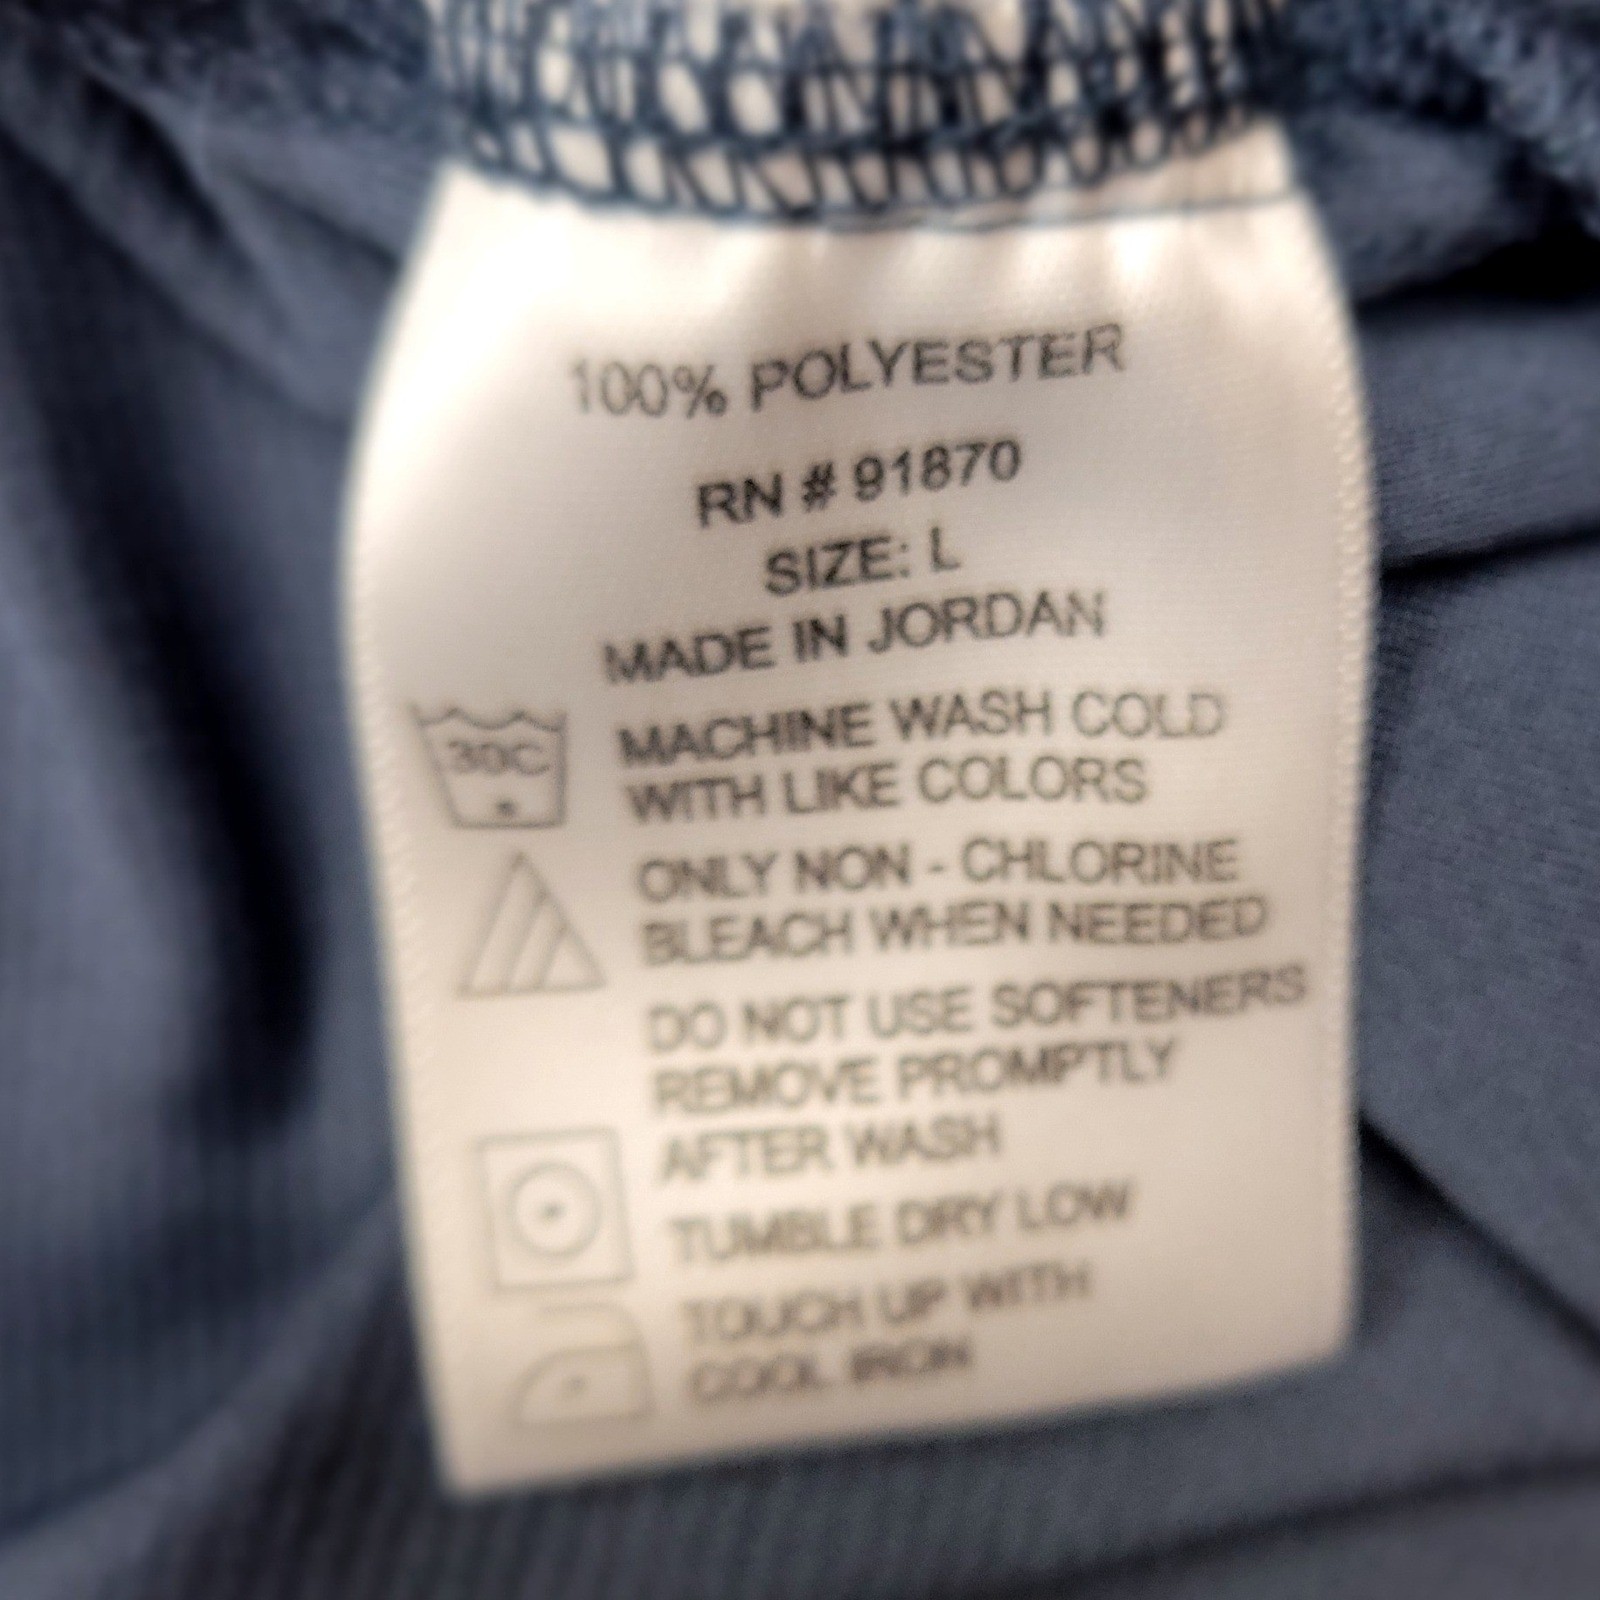 100% POLYESTER
RN # 91870
SIZE: L
MADE IN JORDAN
30C
MACHINE WASH COLD
WITH LIKE COLORS
ONLY NON - CHLORINE
BLEACH WHEN NEEDED
DO NOT USE SOFTENERS
REMOVE PROMPTLY
AFTER WASH
TUMBLE DRY LOW
TOUCH UP WITH
COOL IRON